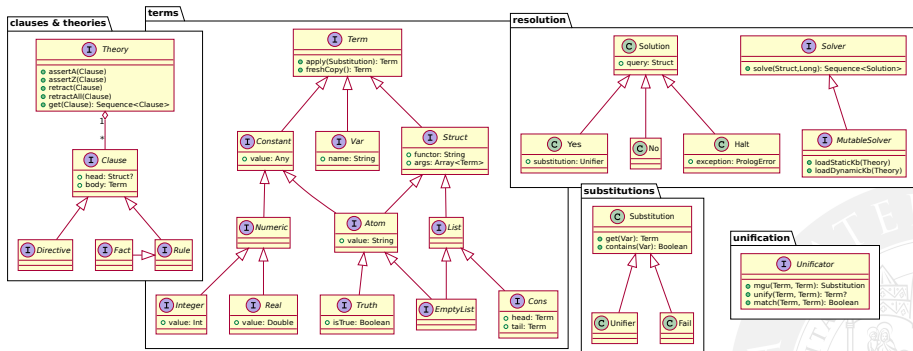 clauses & theories
I Theory
assertA(Clause)
assertZ(Clause)
retract(Clause)
retractAll(Clause)
get(Clause): Sequence<Clause>
1
*
I Clause
head: Struct?
body: Term
I Directive
I Fact
I Rule
terms
I Term
apply(Substitution): Term
freshCopy(): Term
I Constant
value: Any
I Var
name: String
I Struct
functor: String
args: Array<Term>
I Numeric
I Atom
value: String
I List
I Integer
value: Int
I Real
value: Double
I Truth
isTrue: Boolean
I EmptyList
I Cons
head: Term
tail: Term
resolution
C Solution
query: Struct
I Solver
solve(Struct,Long): Sequence<Solution>
C Yes
substitution: Unifier
C No
C Halt
exception: PrologError
I MutableSolver
loadStaticKb(Theory)
loadDynamicKb(Theory)
substitutions
C Substitution
get(Var): Term
contains(Var): Boolean
C Unifier
C Fail
unification
I Unificator
mgu(Term, Term): Substitution
unify(Term, Term): Term?
match(Term, Term): Boolean